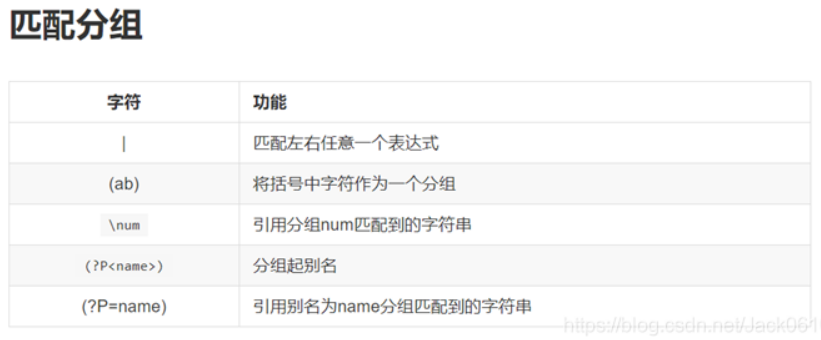 匹配分组
字符 功能
| 匹配左右任意一个表达式
(ab) 将括号中字符作为一个分组
\num 引用分组num匹配到的字符串
(?P<name>) 分组起别名
(?P=name) 引用别名为name分组匹配到的字符串
https://blog.csdn.net/Jack061